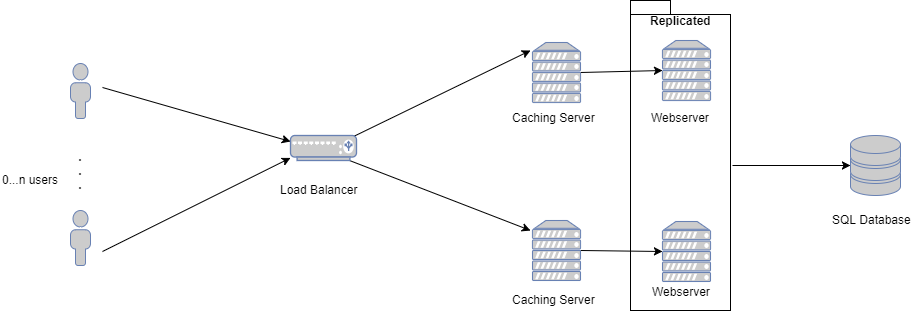 Replicated
Caching Server
Webserver
0...n users
Load Balancer
SQL Database
Caching Server
Webserver